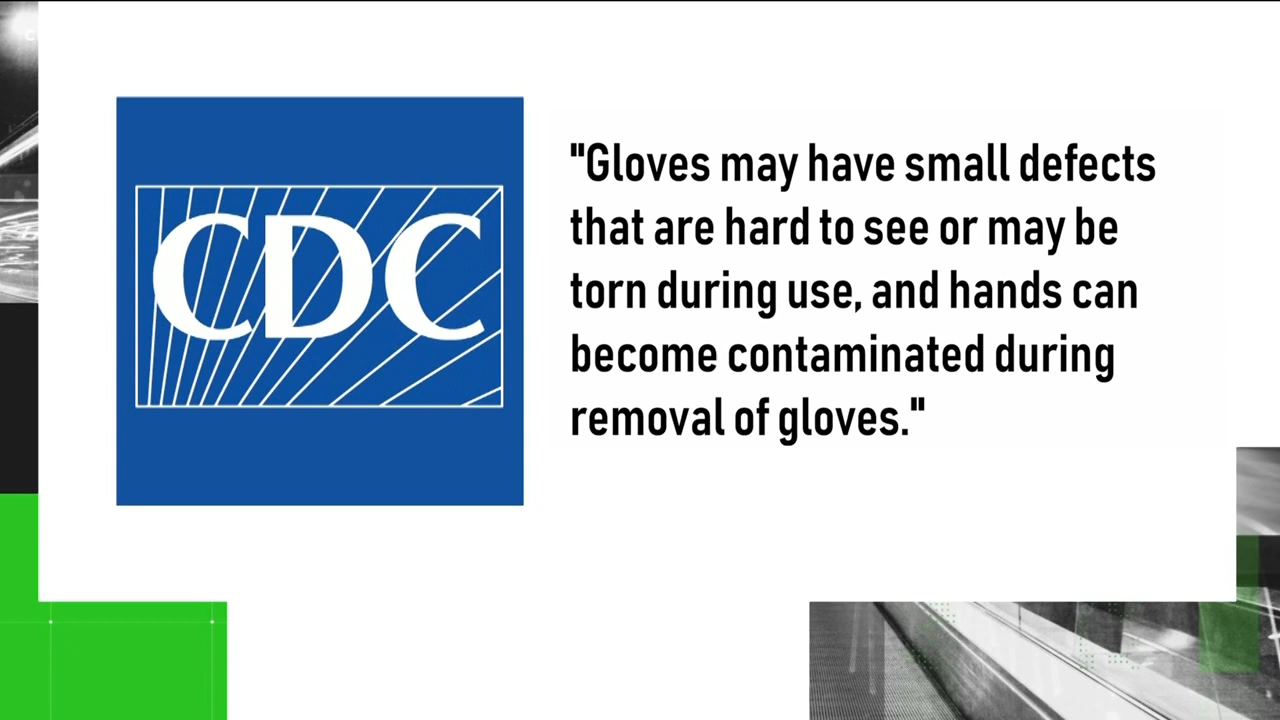 CDC
"Gloves may have small defects
that are hard to see or may be
torn during use, and hands can
become contaminated during
removal of gloves."